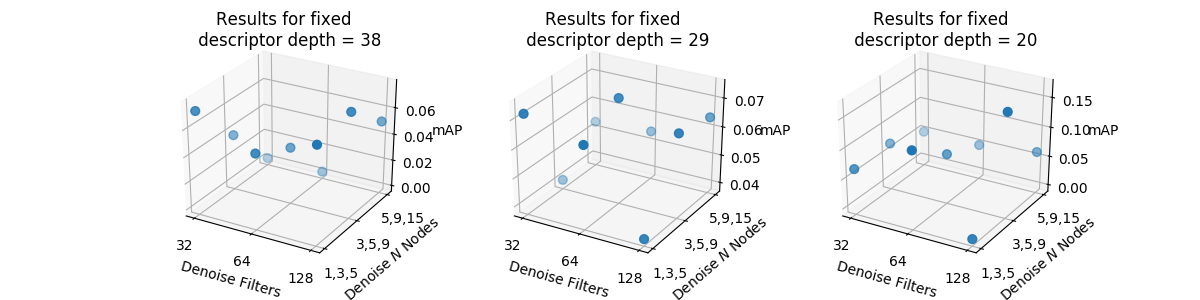 Results for fixed
descriptor depth = 38
0.06
0.04
mAP
0.02
0.00
5,9,15
3,5,9
1,3,5
32
64
128
Denoise Filters
Denoise N Nodes
Results for fixed
descriptor depth = 29
0.07
0.06
mAP
0.05
0.04
5,9,15
3,5,9
1,3,5
32
64
128
Denoise Filters
Denoise N Nodes
Results for fixed
descriptor depth = 20
0.15
0.10
mAP
0.05
0.00
5,9,15
3,5,9
1,3,5
32
64
128
Denoise Filters
Denoise N Nodes